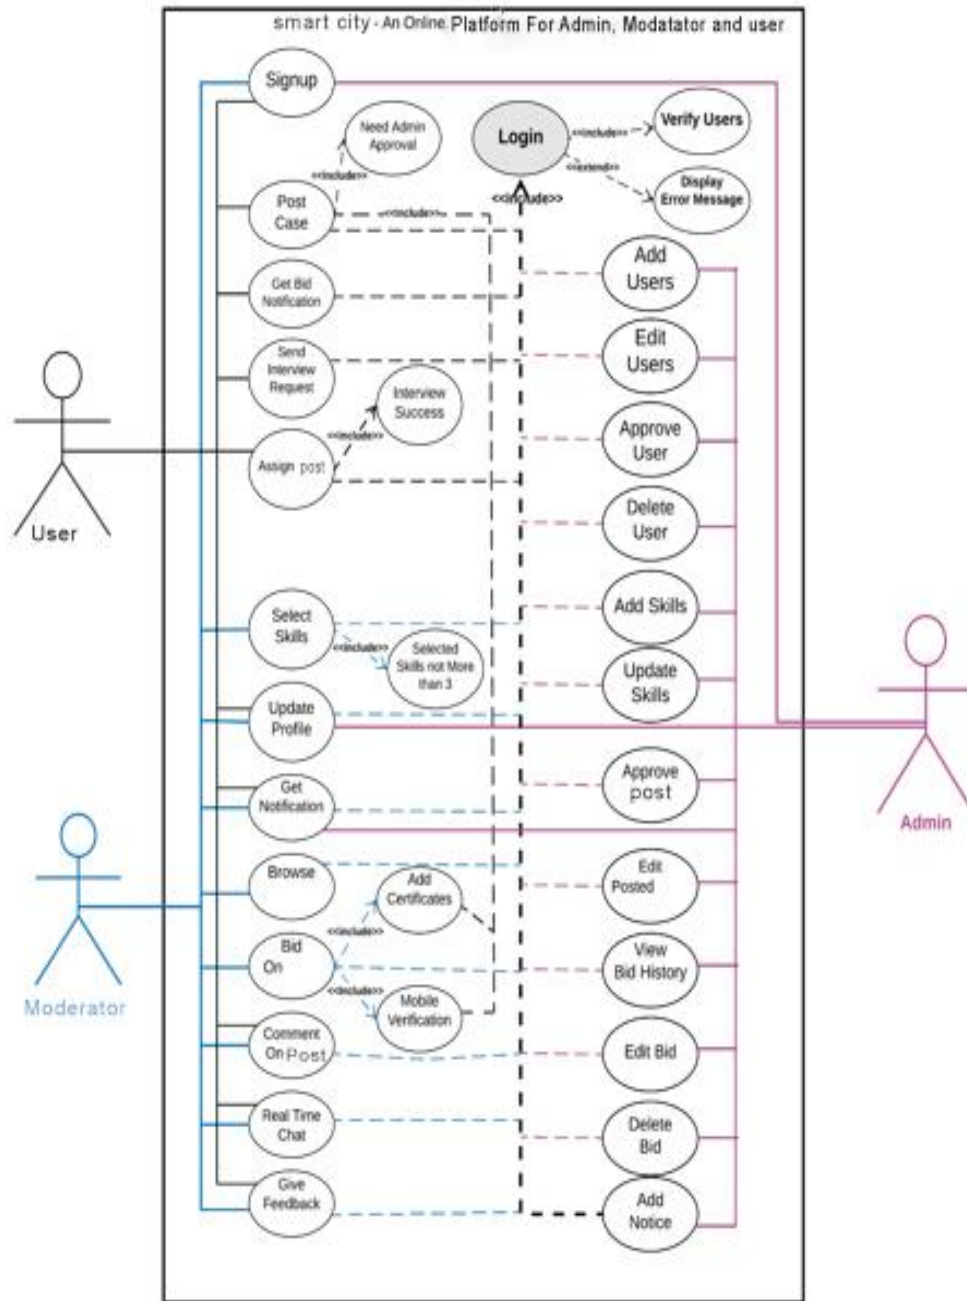 smart city - An Online Platform For Admin, Modatator and user
Signup
Need Admin
Approval
<<include>>
Login
<<include>>
Verify Users
<<extend>>
Display
Error Message
<<include>>
Post
Case
<<include>>
Add
Users
Get Bid
Notification
Edit
Users
Send
Interview
Request
Interview
Success
<<include>>
Approve
User
Assign post
User
Delete
User
Select
Skills
<<include>>
Selected
Skills not More
than 3
Add Skills
Update
Skills
Update
Profile
Get
Notification
Approve
post
Admin
Browse
Add
Certificates
<<include>>
Edit
Posted
Bid
On
<<include>>
Mobile
Verification
View
Bid History
Moderator
Comment
On Post
Edit Bid
Real Time
Chat
Delete
Bid
Give
Feedback
Add
Notice